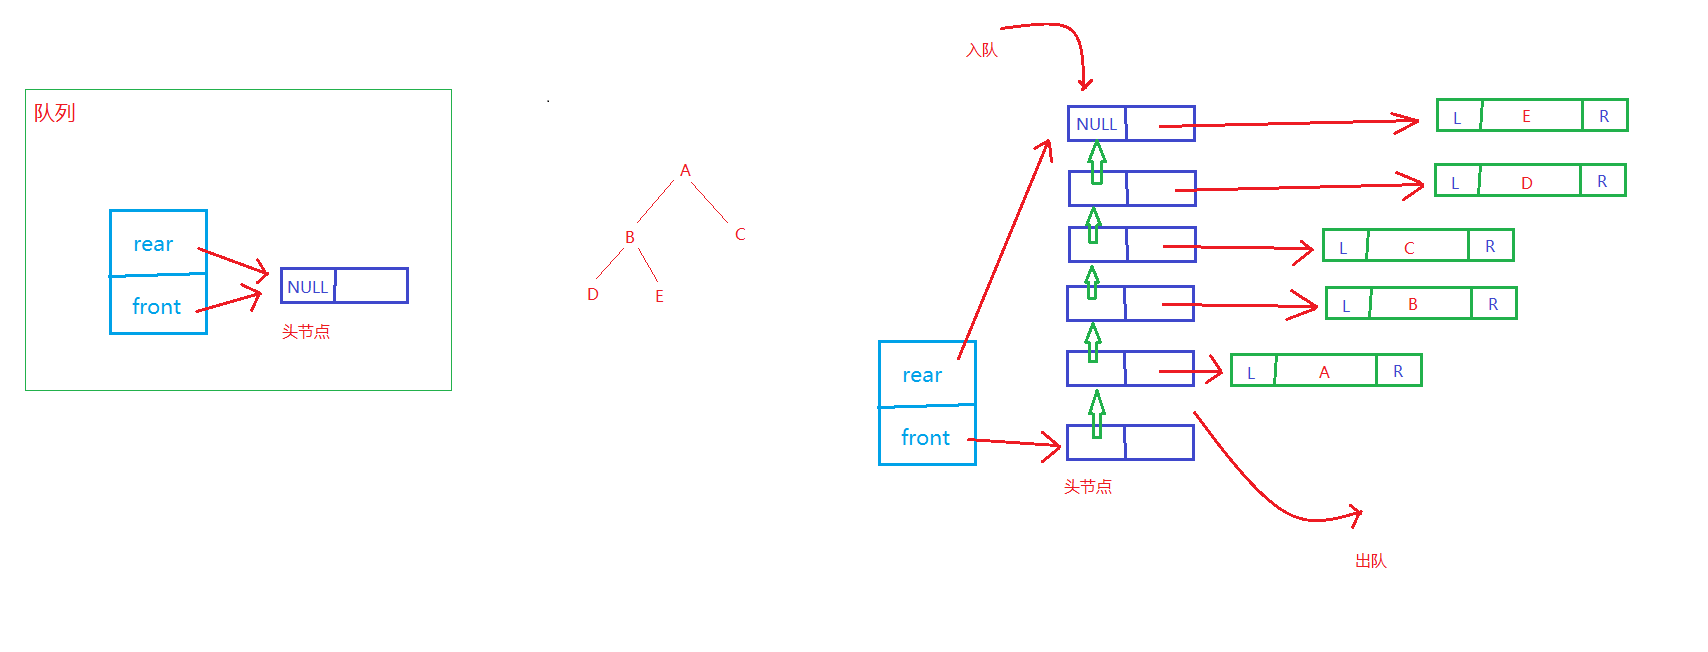 队列
rear
front
NULL
头节点
A
B
C
D
E
入队
NULL
L E R
L D R
L C R
L B R
L A R
rear
front
头节点
出队